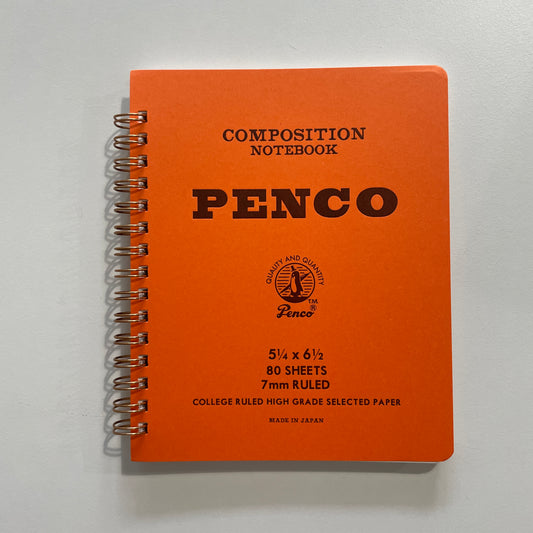 COMPOSITION
NOTEBOOK
PENCO
QUALITY AND QUANTITY
TM
Penco®
5¼ x 6½
80 SHEETS
7mm RULED
COLLEGE RULED HIGH GRADE SELECTED PAPER
MADE IN JAPAN